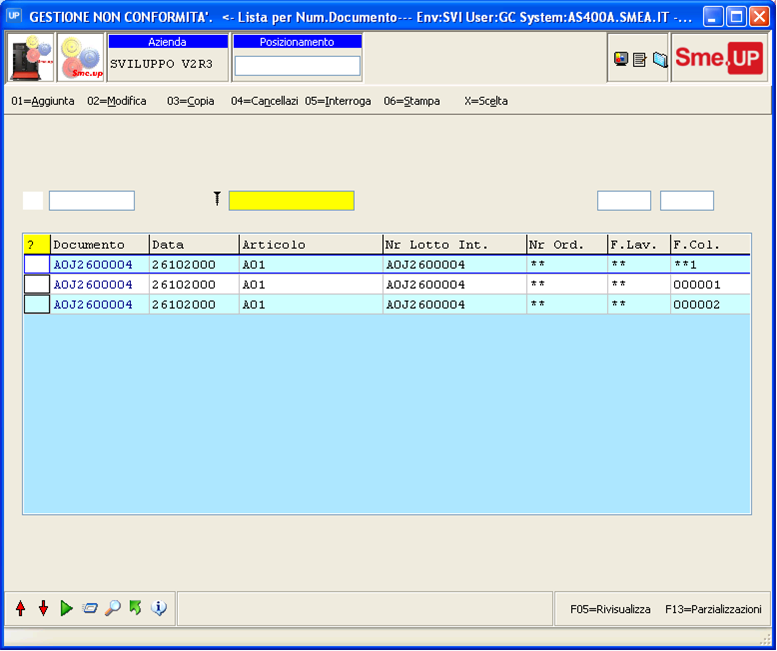 UP GESTIONE NON CONFORMITA'. <- Lista per Num.Documento--- Env:SVI User:GC System:AS400A.SMEA.IT -...
Azienda
Posizionamento
Sme.up
SVILUPPO V2R3
Sme.UP
01=Aggiunta 02=Modifica 03=Copia 04=Cancellazi 05=Interroga 06=Stampa X=Scelta
? Documento Data Articolo Nr Lotto Int. Nr Ord. F.Lav. F.Col.
A0J2600004 26102000 A01 A0J2600004 ** ** **1
A0J2600004 26102000 A01 A0J2600004 ** ** 000001
A0J2600004 26102000 A01 A0J2600004 ** ** 000002
F05=Rivisualizza F13=Parzializzazioni